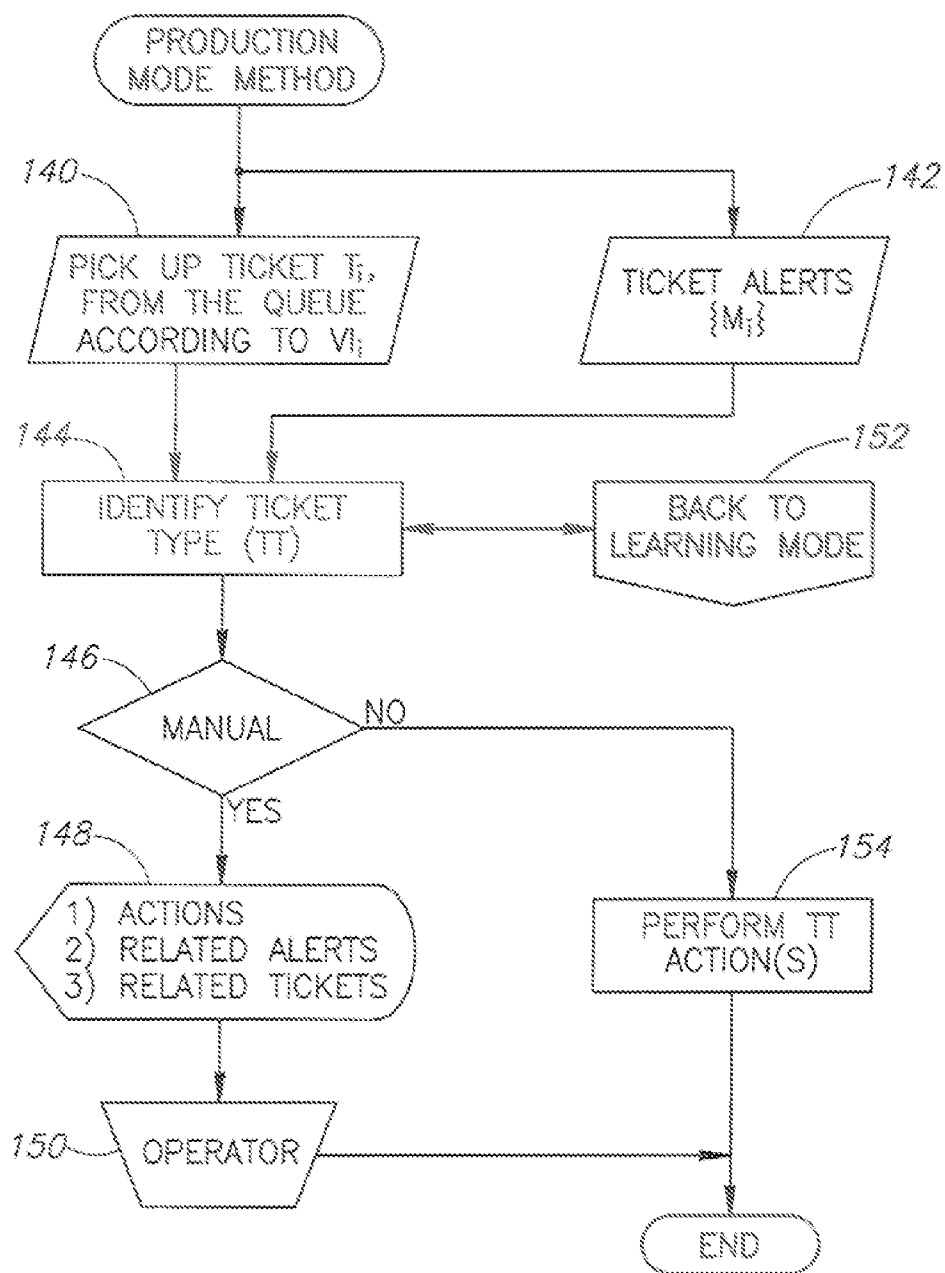 PRODUCTION
MODE METHOD
140
142
PICK UP TICKET Ti,
FROM THE QUEUE
ACCORDING TO VIi
TICKET ALERTS
{Mi}
144
152
IDENTIFY TICKET
TYPE (TT)
BACK TO
LEARNING MODE
146
MANUAL
NO
YES
148
154
1) ACTIONS
2) RELATED ALERTS
3) RELATED TICKETS
PERFORM TT
ACTION(S)
150
OPERATOR
END